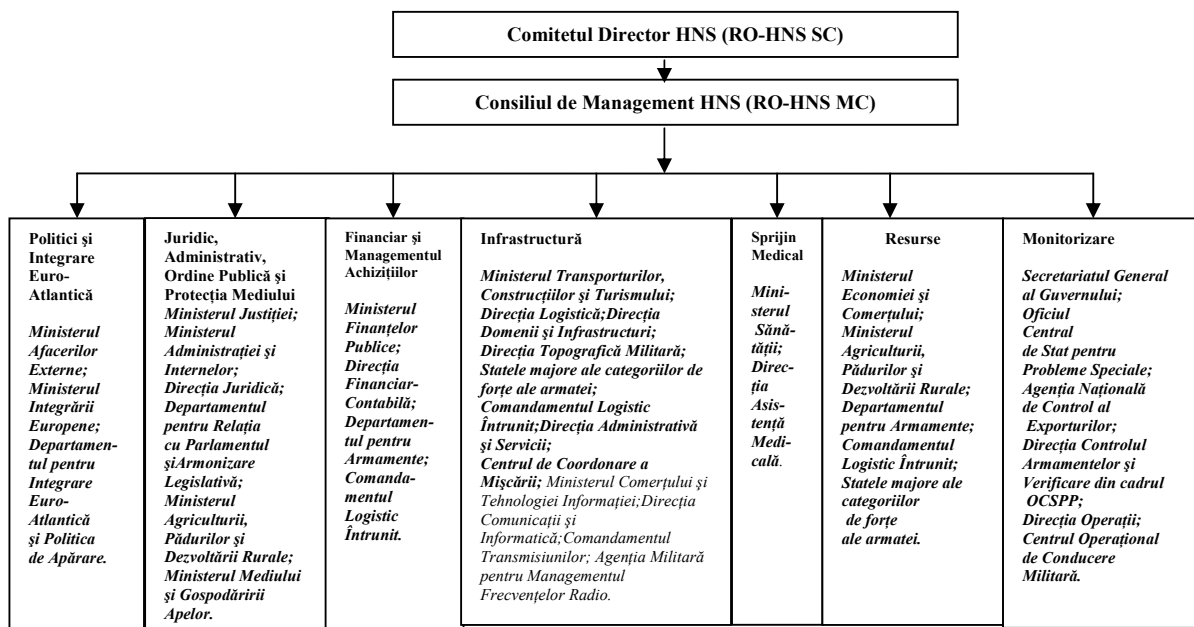 Comitetul Director HNS (RO-HNS SC)
Consiliul de Management HNS (RO-HNS MC)
Politici şi
Integrare
Euro-
Atlantică
Ministerul
Afacerilor
Externe;
Ministerul
Integrării
Europene;
Departamen-
tul pentru
Integrare
Euro-
Atlantică
şi Politica
de Apărare.
Juridic,
Administrativ,
Ordine Publică şi
Protecţia Mediului
Ministerul Justiţiei;
Ministerul
Administraţiei şi
Internelor;
Direcţia Juridică;
Departamentul
pentru Relaţia
cu Parlamentul
şiArmonizare
Legislativă;
Ministerul
Agriculturii,
Pădurilor şi
Dezvoltării Rurale;
Ministerul Mediului
şi Gospodăririi
Apelor.
Financiar şi
Managementul
Achiziţiilor
Ministerul
Finanţelor
Publice;
Direcţia
Financiar-
Contabilă;
Departamen-
tul pentru
Armamente;
Comanda-
mentul
Logistic
Întrunit.
Infrastructură
Ministerul Transporturilor,
Construcţiilor şi Turismului;
Direcţia Logistică;Direcţia
Domenii şi Infrastructuri;
Direcţia Topografică Militară;
Statele majore ale categoriilor de
forţe ale armatei;
Comandamentul Logistic
Întrunit;Direcţia Administrativă
şi Servicii;
Centrul de Coordonare a
Mişcării; Ministerul Comerţului şi
Tehnologiei Informaţiei;Direcţia
Comunicaţii şi
Informatică;Comandamentul
Transmisiunilor; Agenţia Militară
pentru Managementul
Frecvenţelor Radio.
Sprijin
Medical
Mini-
sterul
Sănă-
tăţii;
Direc-
ţia
Asis-
tenţă
Medi-
cală.
Resurse
Ministerul
Economiei şi
Comerţului;
Ministerul
Agriculturii,
Pădurilor şi
Dezvoltării Rurale;
Departamentul
pentru Armamente;
Comandamentul
Logistic Întrunit;
Statele majore ale
categoriilor
de forţe
ale armatei.
Monitorizare
Secretariatul General
al Guvernului;
Oficiul
Central
de Stat pentru
Probleme Speciale;
Agenţia Naţională
de Control al
Exporturilor;
Direcţia Controlul
Armamentelor şi
Verificare din cadrul
OCSPP;
Direcţia Operaţii;
Centrul Operaţional
de Conducere
Militară.